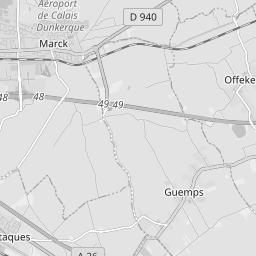 Aéroport
de Calais
Dunkerque
D 940
Marck
Offeke
48
48
49
49
Guemps
taques
A 26